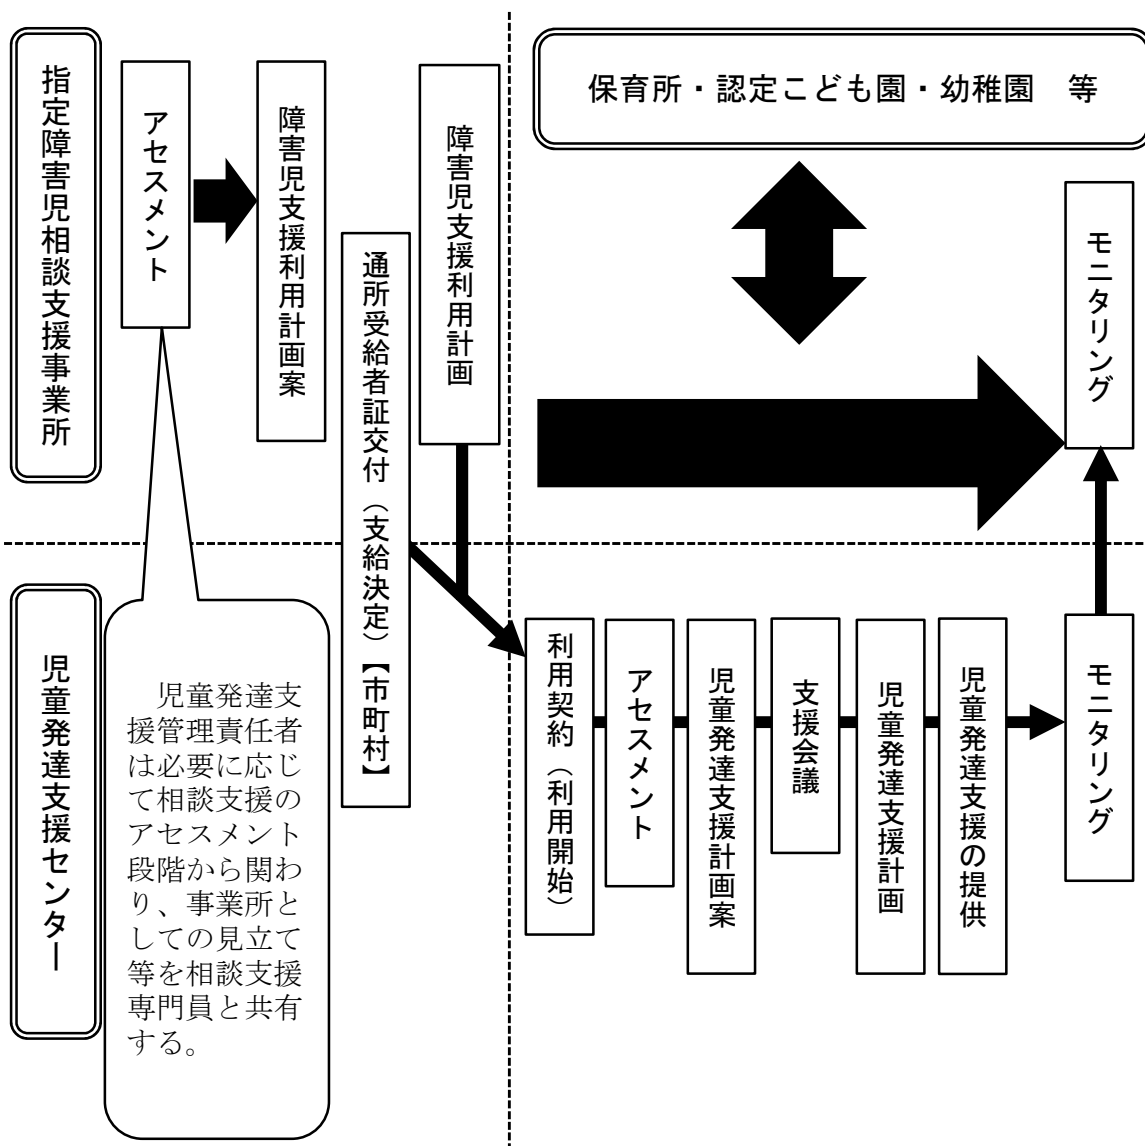 指定障害児相談支援事業所
アセスメント
障害児支援利用計画案
通所受給者証交付（支給決定）【市町村】
障害児支援利用計画
保育所・認定こども園・幼稚園　等
モニタリング
児童発達支援センター
　児童発達支
援管理責任者
は必要に応じ
て相談支援の
アセスメント
段階から関わ
り、事業所と
しての見立て
等を相談支援
専門員と共有
する。
利用契約（利用開始）
アセスメント
児童発達支援計画案
支援会議
児童発達支援計画
児童発達支援の提供
モニタリング